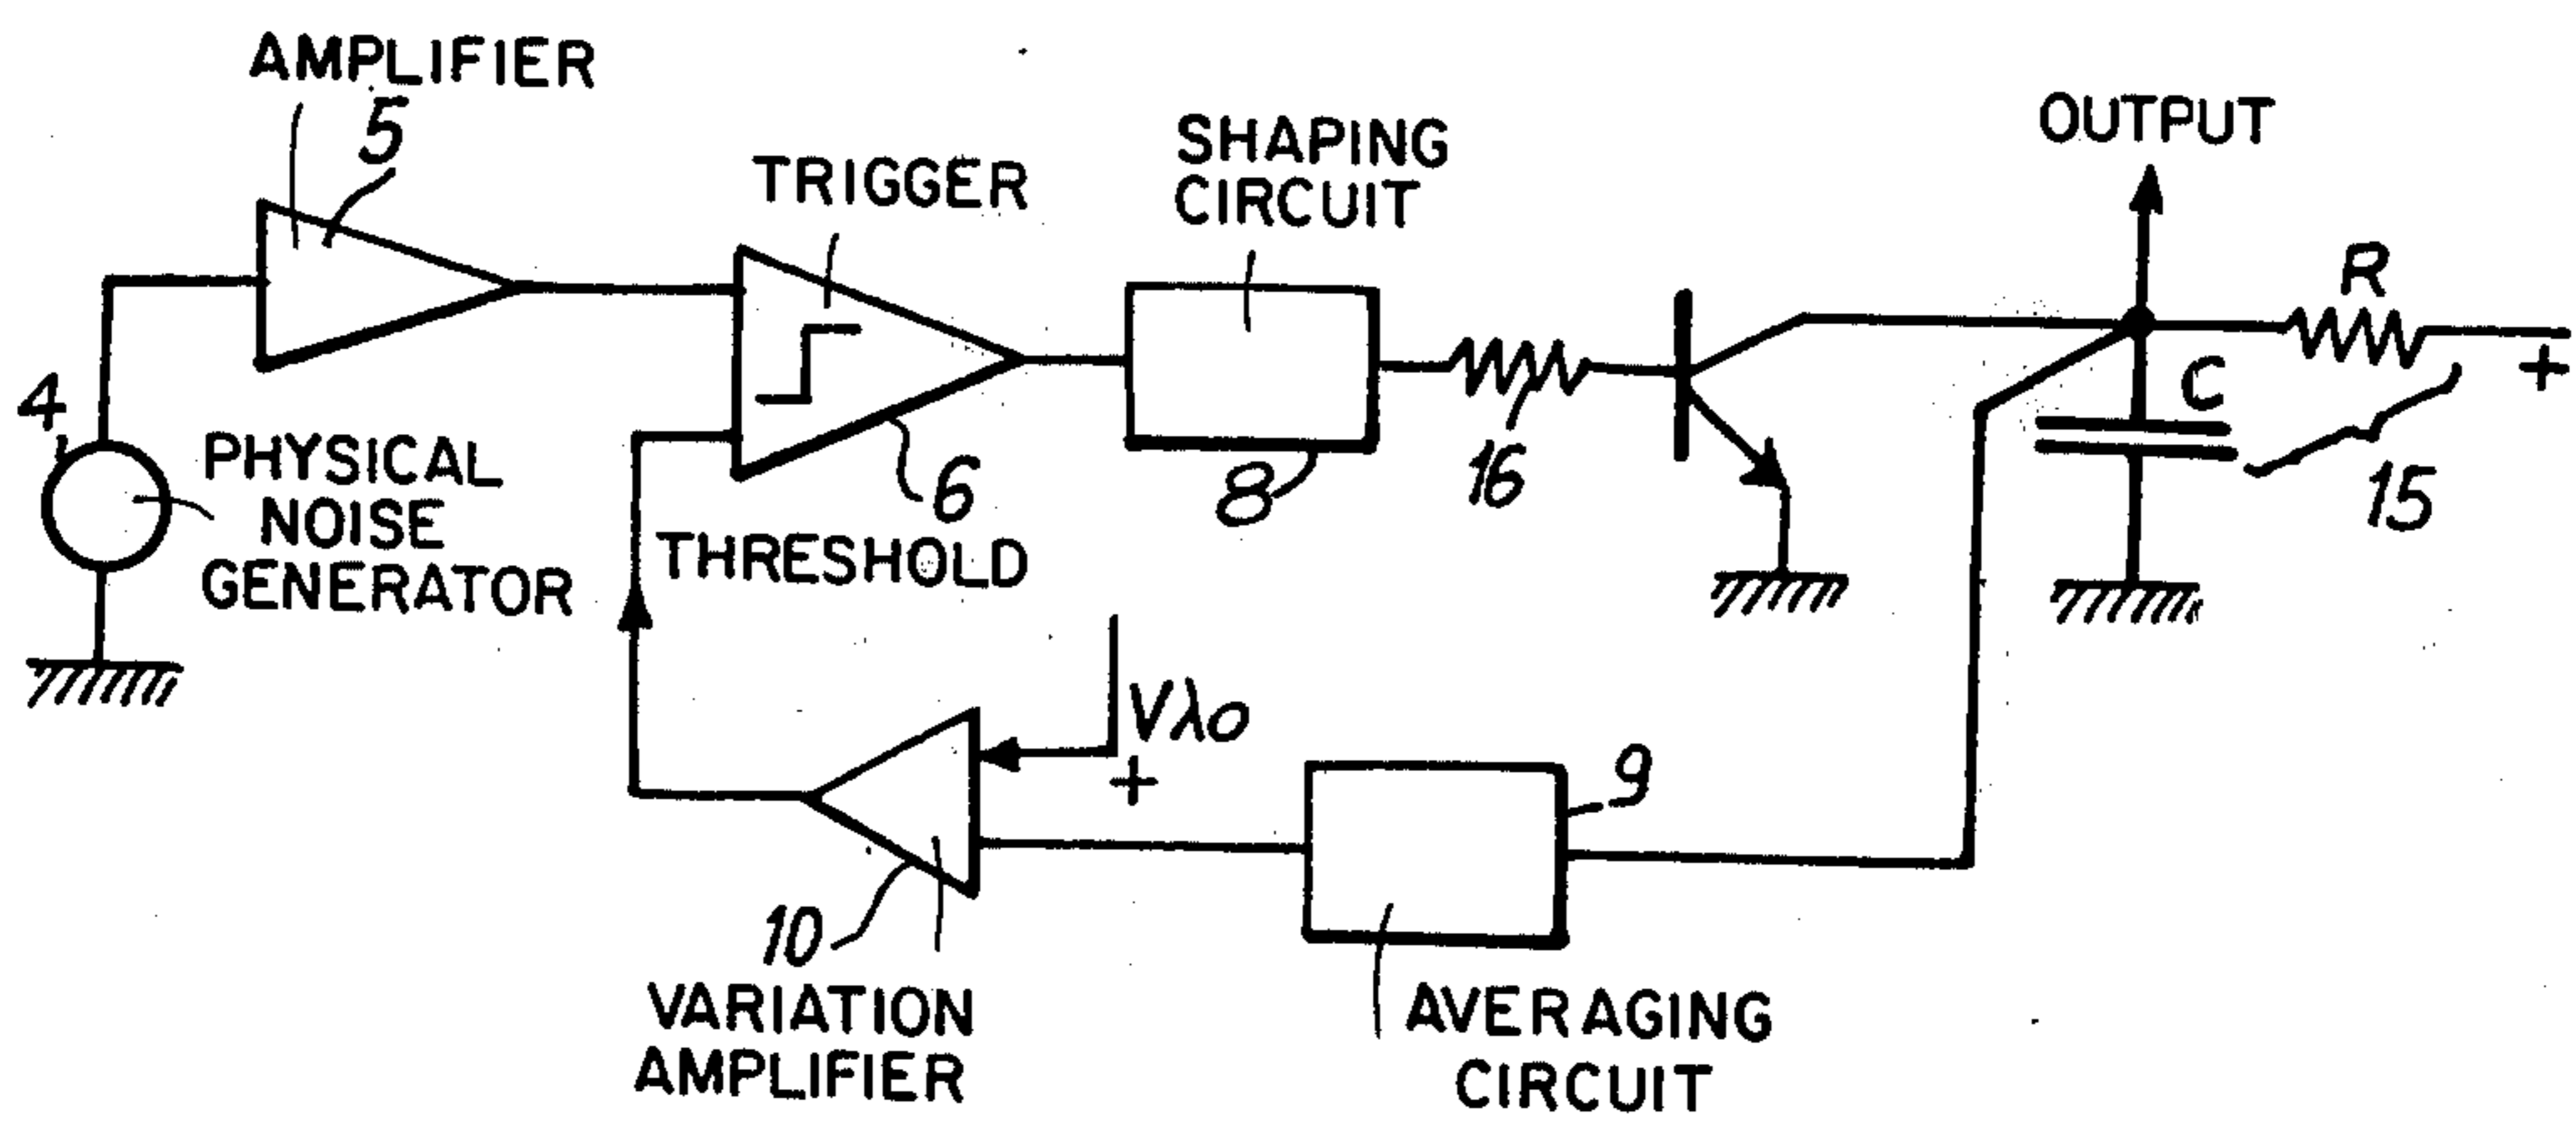 AMPLIFIER
5
TRIGGER
SHAPING
CIRCUIT
OUTPUT
R
+
C
4
PHYSICAL
NOISE
GENERATOR
6
8
16
15
THRESHOLD
Vλo
+
9
10
VARIATION
AMPLIFIER
AVERAGING
CIRCUIT